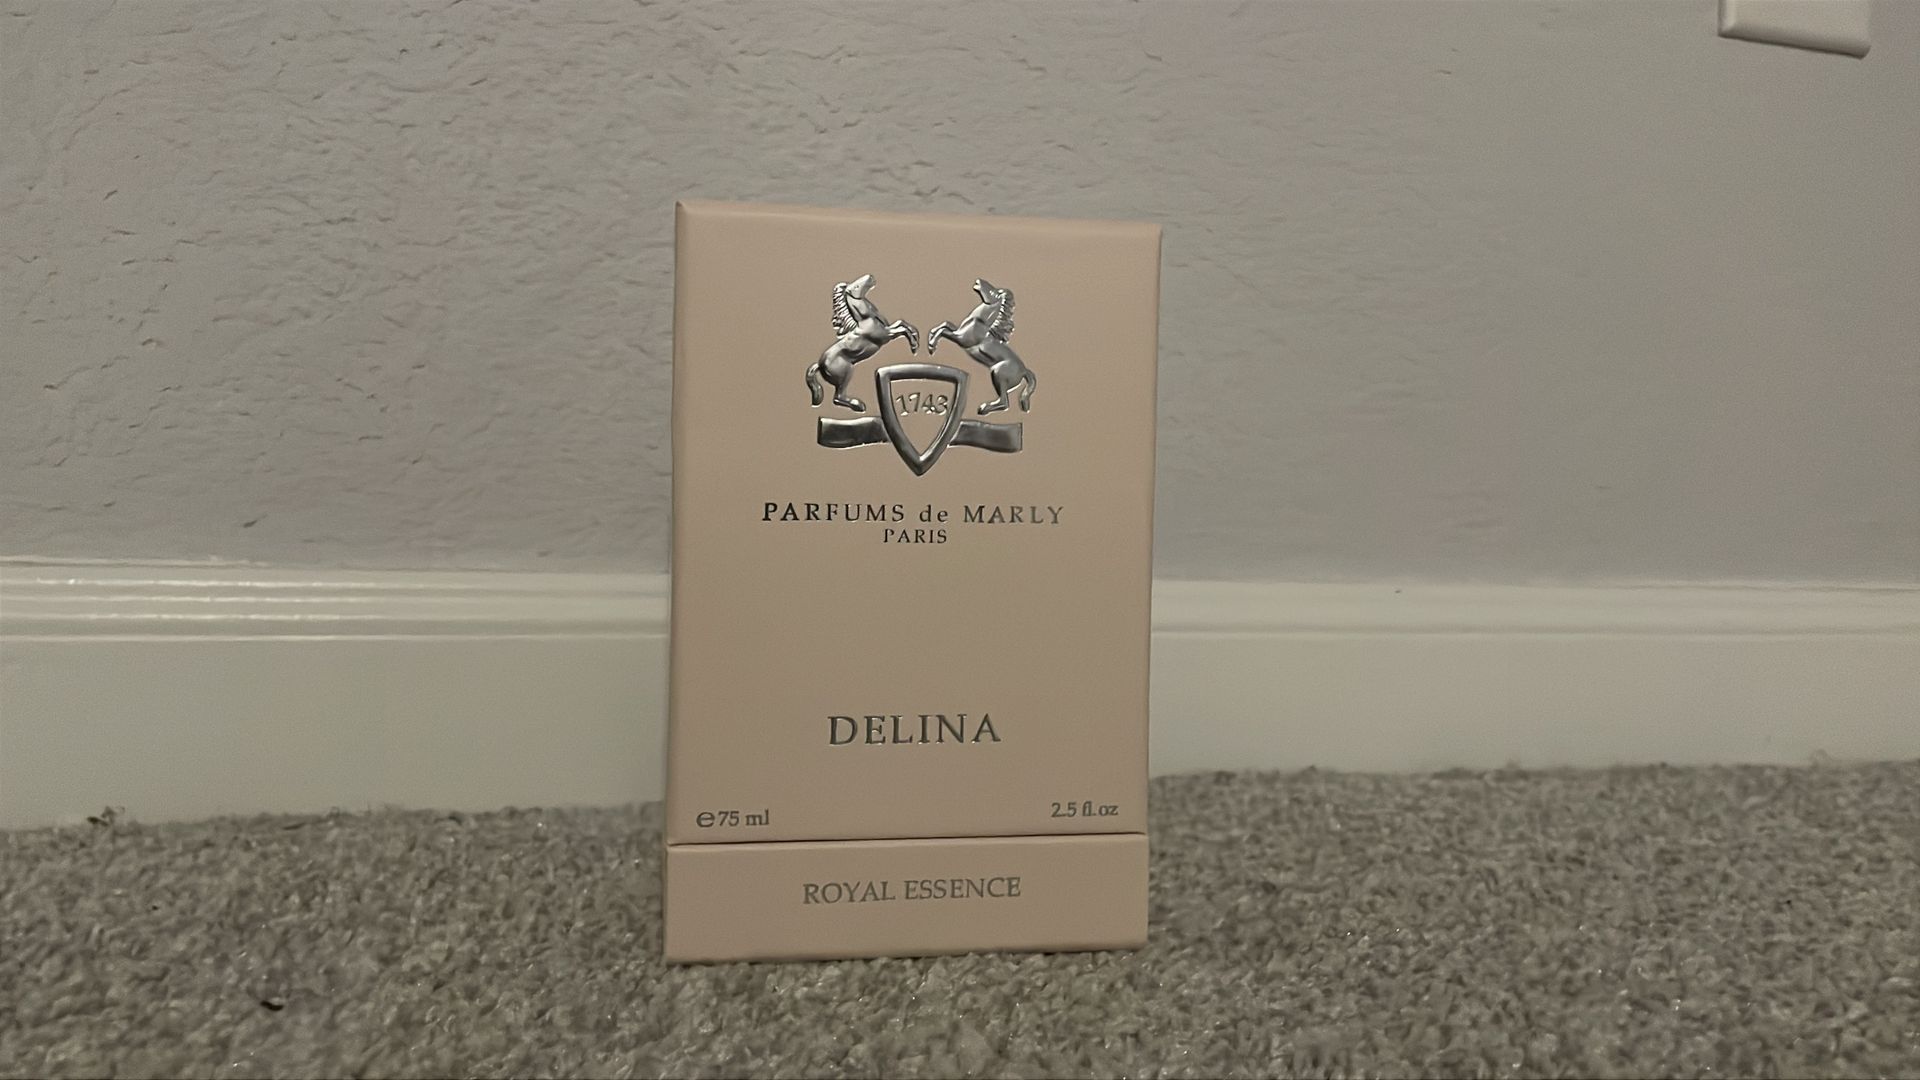 1743
PARFUMS de MARLY
PARIS
DELINA
℮75 ml 2.5 fl.oz
ROYAL ESSENCE